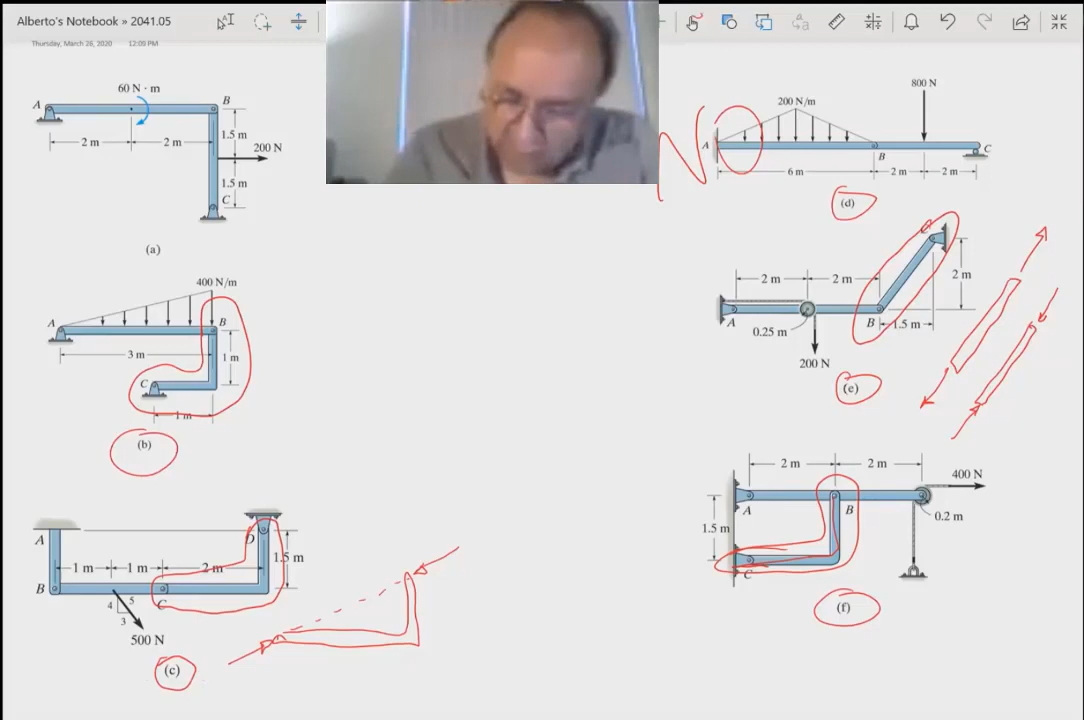 Alberto's Notebook » 2041.05
Thursday, March 26, 2020 12:08 PM
60 N · m
A
B
2 m
2 m
1.5 m
200 N
1.5 m
C
(a)
400 N/m
A
B
3 m
1 m
C
1 m
(b)
A
D
1 m
1 m
2 m
1.5 m
B
C
4
5
3
500 N
(c)
N
800 N
200 N/m
A
B
C
6 m
2 m
2 m
(d)
C
2 m
2 m
2 m
A
B
1.5 m
0.25 m
200 N
(e)
2 m
2 m
400 N
A
B
0.2 m
1.5 m
C
(f)